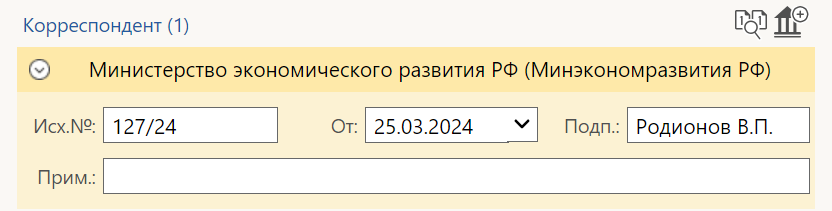 Корреспондент (1)
Министерство экономического развития РФ (Минэкономразвития РФ)
Исх.№: 127/24 От: 25.03.2024 Подп.: Родионов В.П.
Прим.: